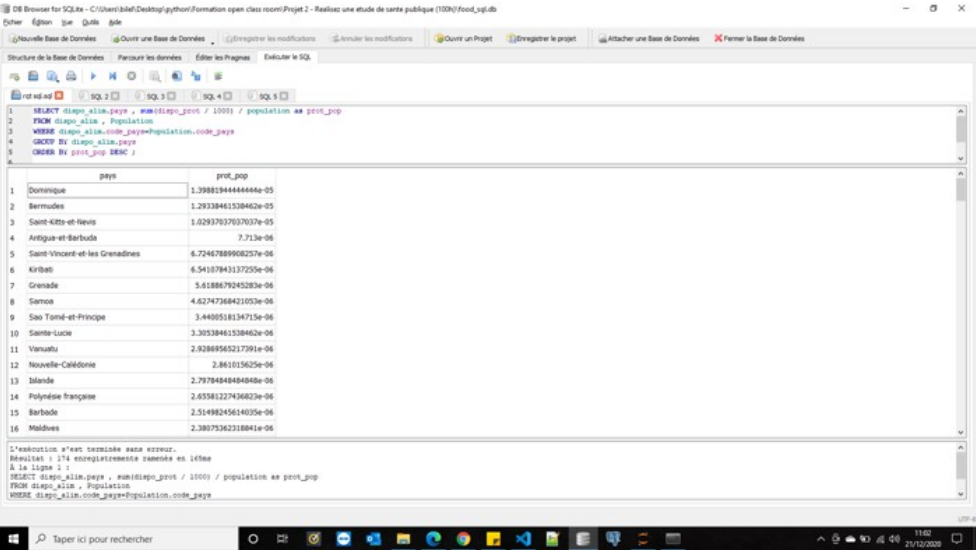 DB Browser for SQLite - C:/Users/bilel/Desktop/python/Formation open class room/Projet 2 - Realisez une etude de sante publique (100h)/food_sql.db
Fichier Édition Vue Outils Aide
Nouvelle Base de Données Ouvrir une Base de Données Enregistrer les modifications Annuler les modifications Ouvrir un Projet Enregistrer le projet Attacher une Base de Données Fermer la Base de Données
Structure de la Base de Données Parcourir les données Éditer les Pragmas Exécuter le SQL
rqt sql.sql SQL 2 SQL 3 SQL 4 SQL 5
1 SELECT dispo_alim.pays , sum(dispo_prot / 1000) / population as prot_pop
2 FROM dispo_alim , Population
3 WHERE dispo_alim.code_pays=Population.code_pays
4 GROUP BY dispo_alim.pays
5 ORDER BY prot_pop DESC ;
6
pays prot_pop
1 Dominique 1.39881944444444e-05
2 Bermudes 1.29338461538462e-05
3 Saint-Kitts-et-Nevis 1.02937037037037e-05
4 Antigua-et-Barbuda 7.713e-06
5 Saint-Vincent-et-les Grenadines 6.72467889908257e-06
6 Kiribati 6.54107843137255e-06
7 Grenade 5.6188679245283e-06
8 Samoa 4.62747368421053e-06
9 Sao Tomé-et-Principe 3.4400518134715e-06
10 Sainte-Lucie 3.30538461538462e-06
11 Vanuatu 2.92869565217391e-06
12 Nouvelle-Calédonie 2.861015625e-06
13 Islande 2.79784848484848e-06
14 Polynésie française 2.65581227436823e-06
15 Barbade 2.51498245614035e-06
16 Maldives 2.38075362318841e-06
L'exécution s'est terminée sans erreur.
Résultat : 174 enregistrements ramenés en 165ms
À la ligne 1 :
SELECT dispo_alim.pays , sum(dispo_prot / 1000) / population as prot_pop
FROM dispo_alim , Population
WHERE dispo_alim.code_pays=Population.code_pays
UTF-8
Taper ici pour rechercher
11:02
21/12/2020